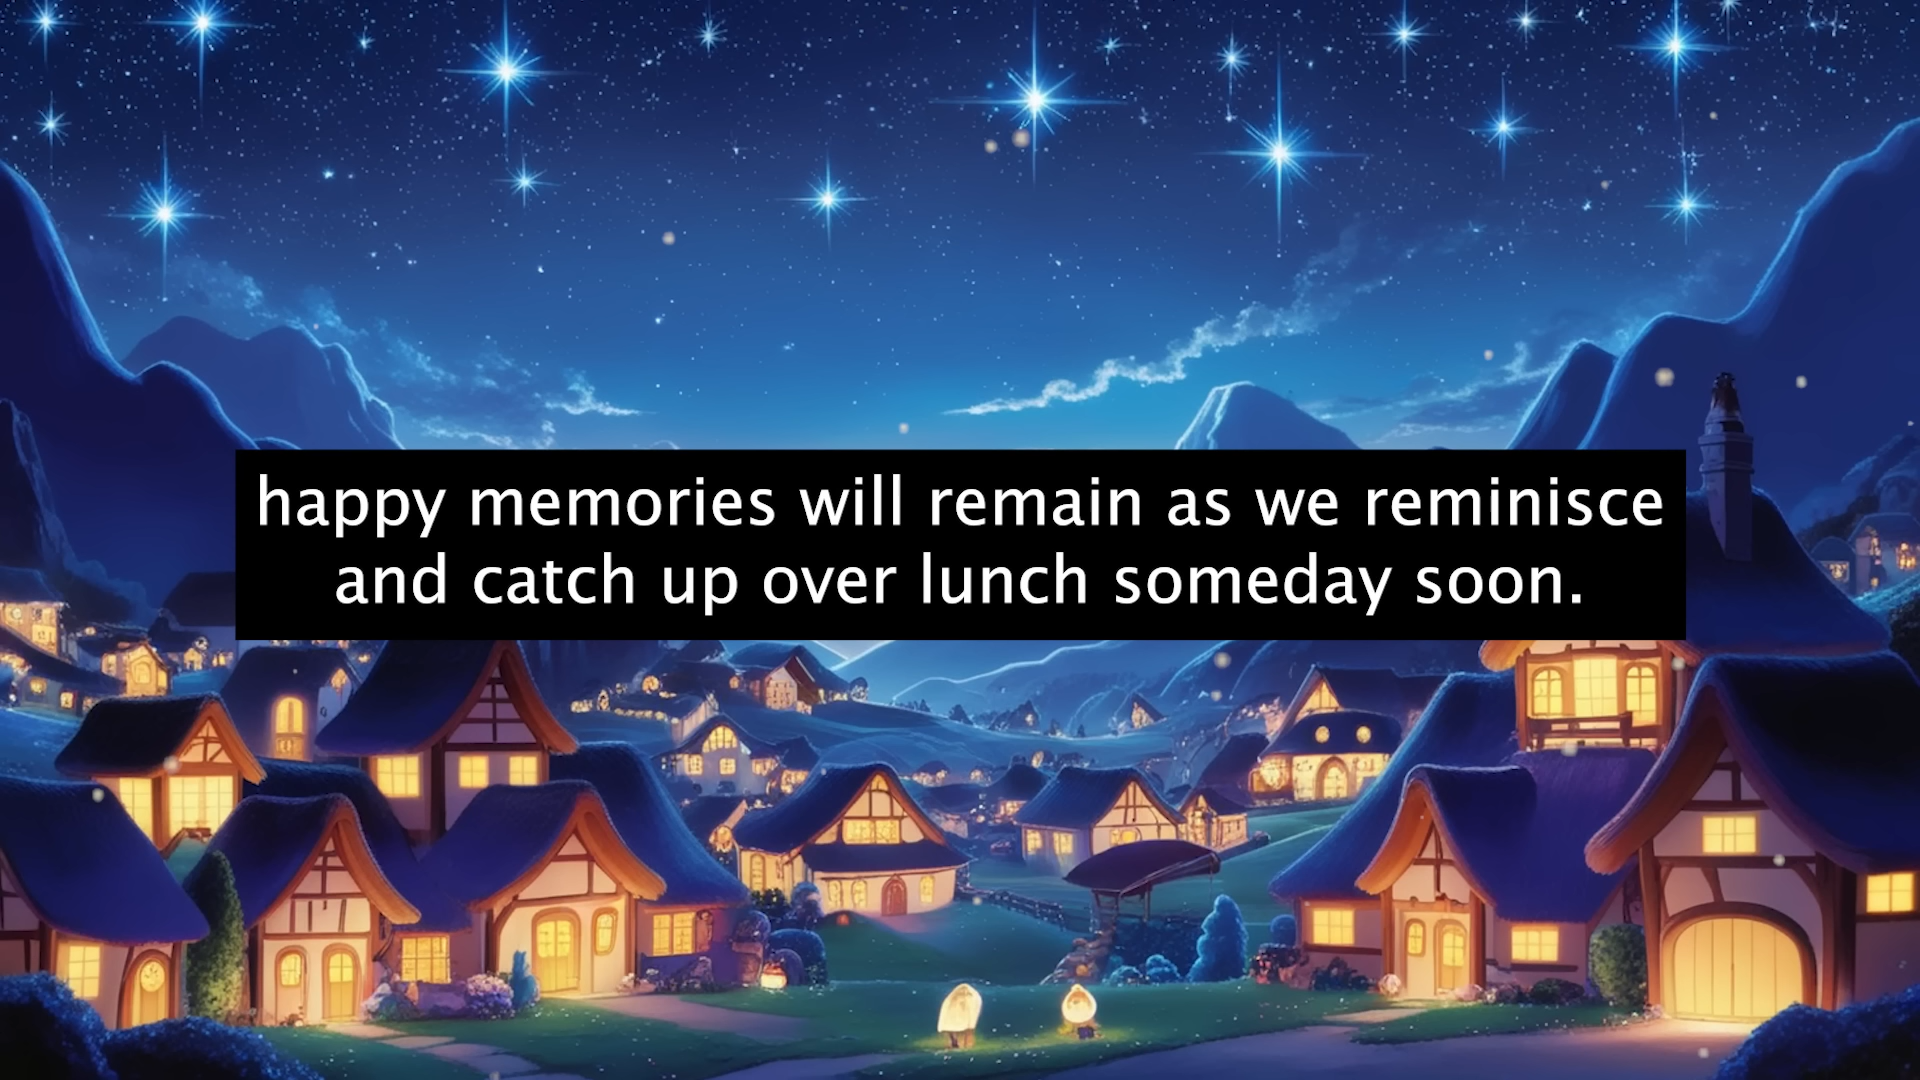 happy memories will remain as we reminisce
and catch up over lunch someday soon.